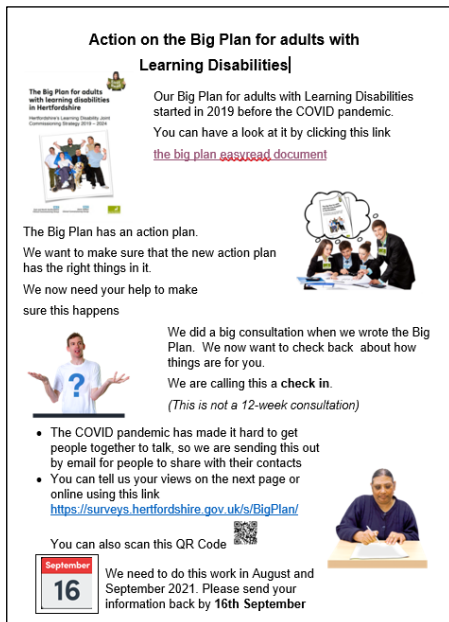 Action on the Big Plan for adults with
Learning Disabilities
The Big Plan for adults
with learning disabilities
in Hertfordshire
Hertfordshire's Learning Disability Joint
Commissioning Strategy 2019 – 2024
Our Big Plan for adults with Learning Disabilities
started in 2019 before the COVID pandemic.
You can have a look at it by clicking this link
the big plan easyread document
The Big Plan has an action plan.
We want to make sure that the new action plan
has the right things in it.
We now need your help to make
sure this happens
We did a big consultation when we wrote the Big
Plan.  We now want to check back  about how
things are for you.
We are calling this a check in.
(This is not a 12-week consultation)
?
• The COVID pandemic has made it hard to get
people together to talk, so we are sending this out
by email for people to share with their contacts
• You can tell us your views on the next page or
online using this link
https://surveys.hertfordshire.gov.uk/s/BigPlan/
You can also scan this QR Code
September
16
We need to do this work in August and
September 2021. Please send your
information back by 16th September